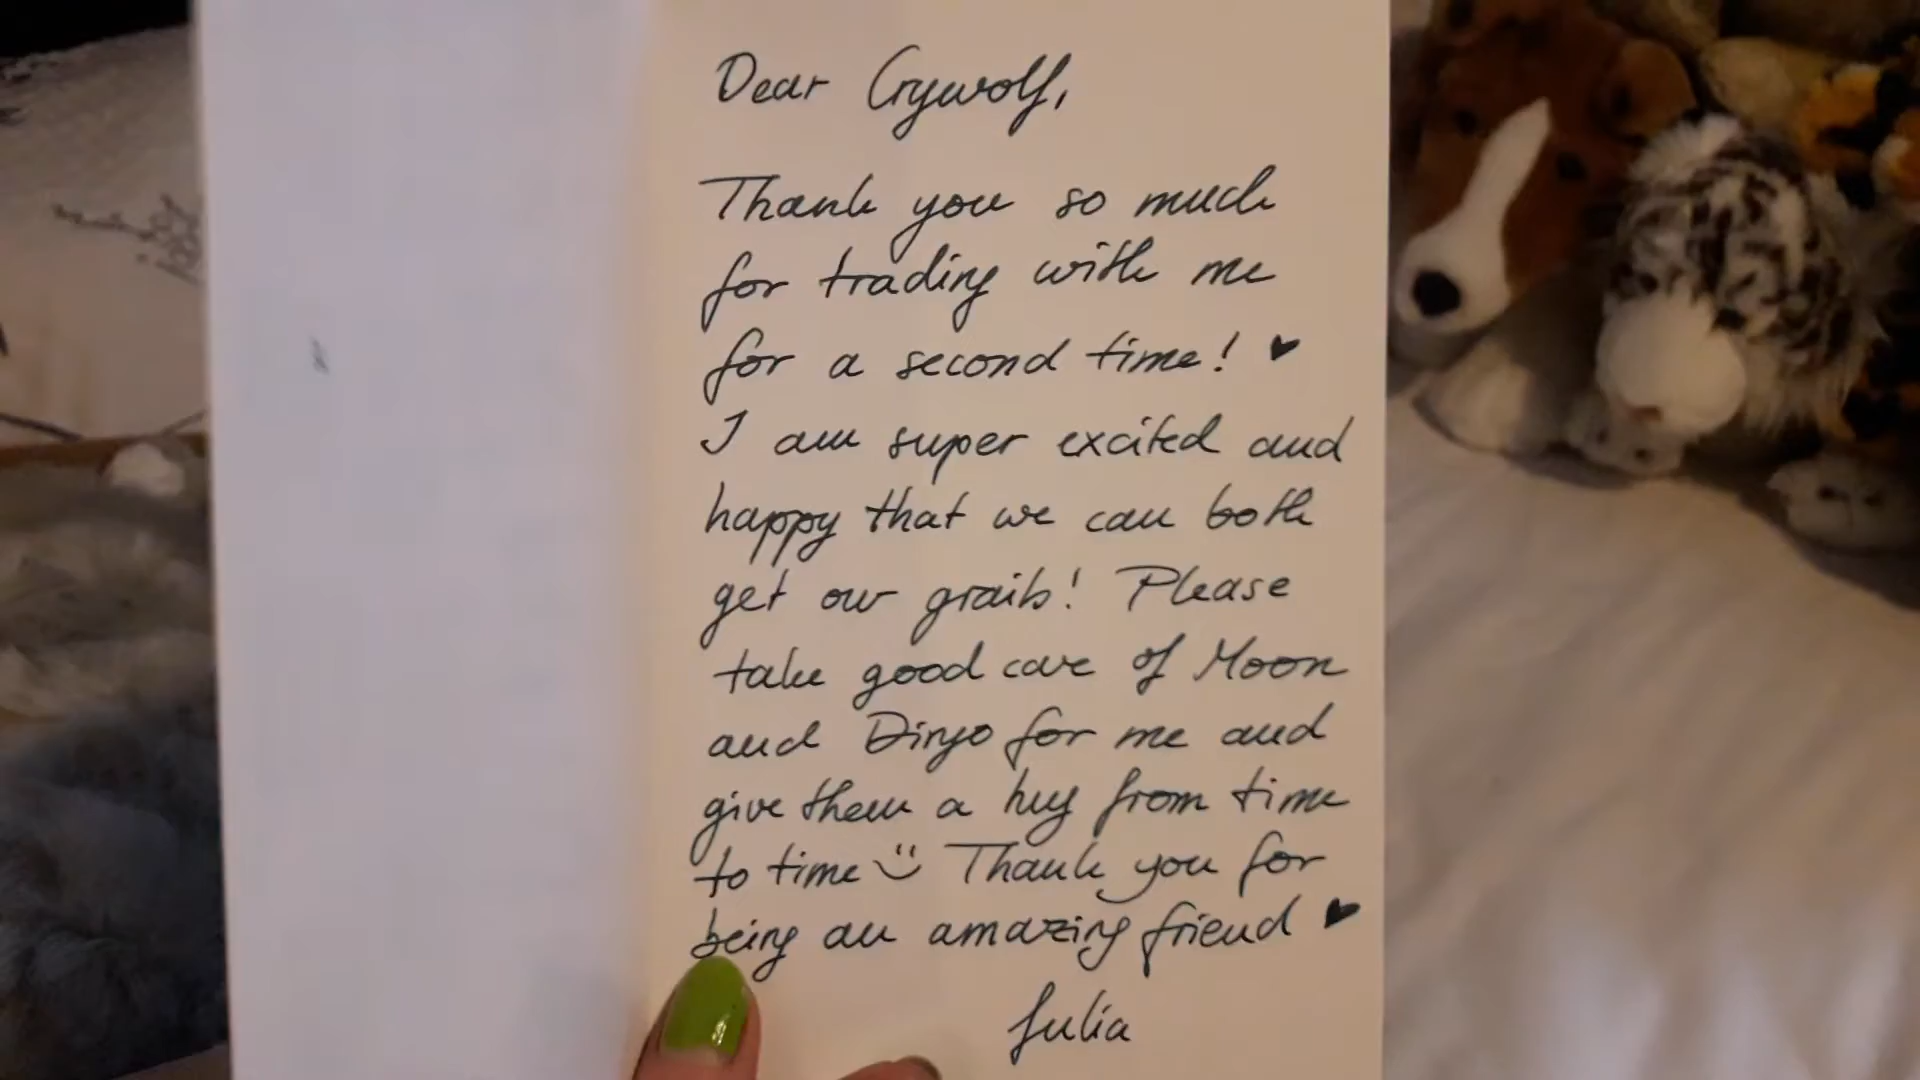 Dear Crywolf,
Thank you so much
for trading with me
for a second time! ♥
I am super excited and
happy that we can both
get our grails! Please
take good care of Moon
and Dingo for me and
give them a hug from time
to time ☺ Thank you for
being an amazing friend ♥
Julia